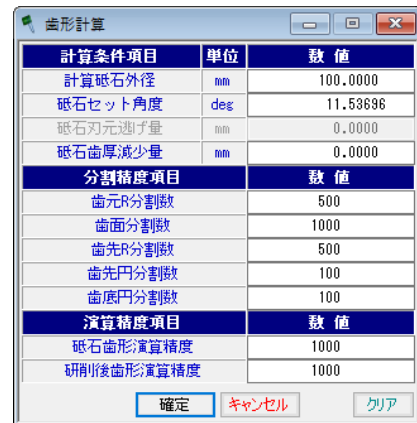 歯形計算
計算条件項目 単位 数 値
計算砥石外径 mm 100.0000
砥石セット角度 deg 11.53696
砥石刃元逃げ量 mm 0.0000
砥石歯厚減少量 mm 0.0000
分割精度項目 数 値
歯元R分割数 500
歯面分割数 1000
歯先R分割数 500
歯先円分割数 100
歯底円分割数 100
演算精度項目 数 値
砥石歯形演算精度 1000
研削後歯形演算精度 1000
確定 キャンセル クリア